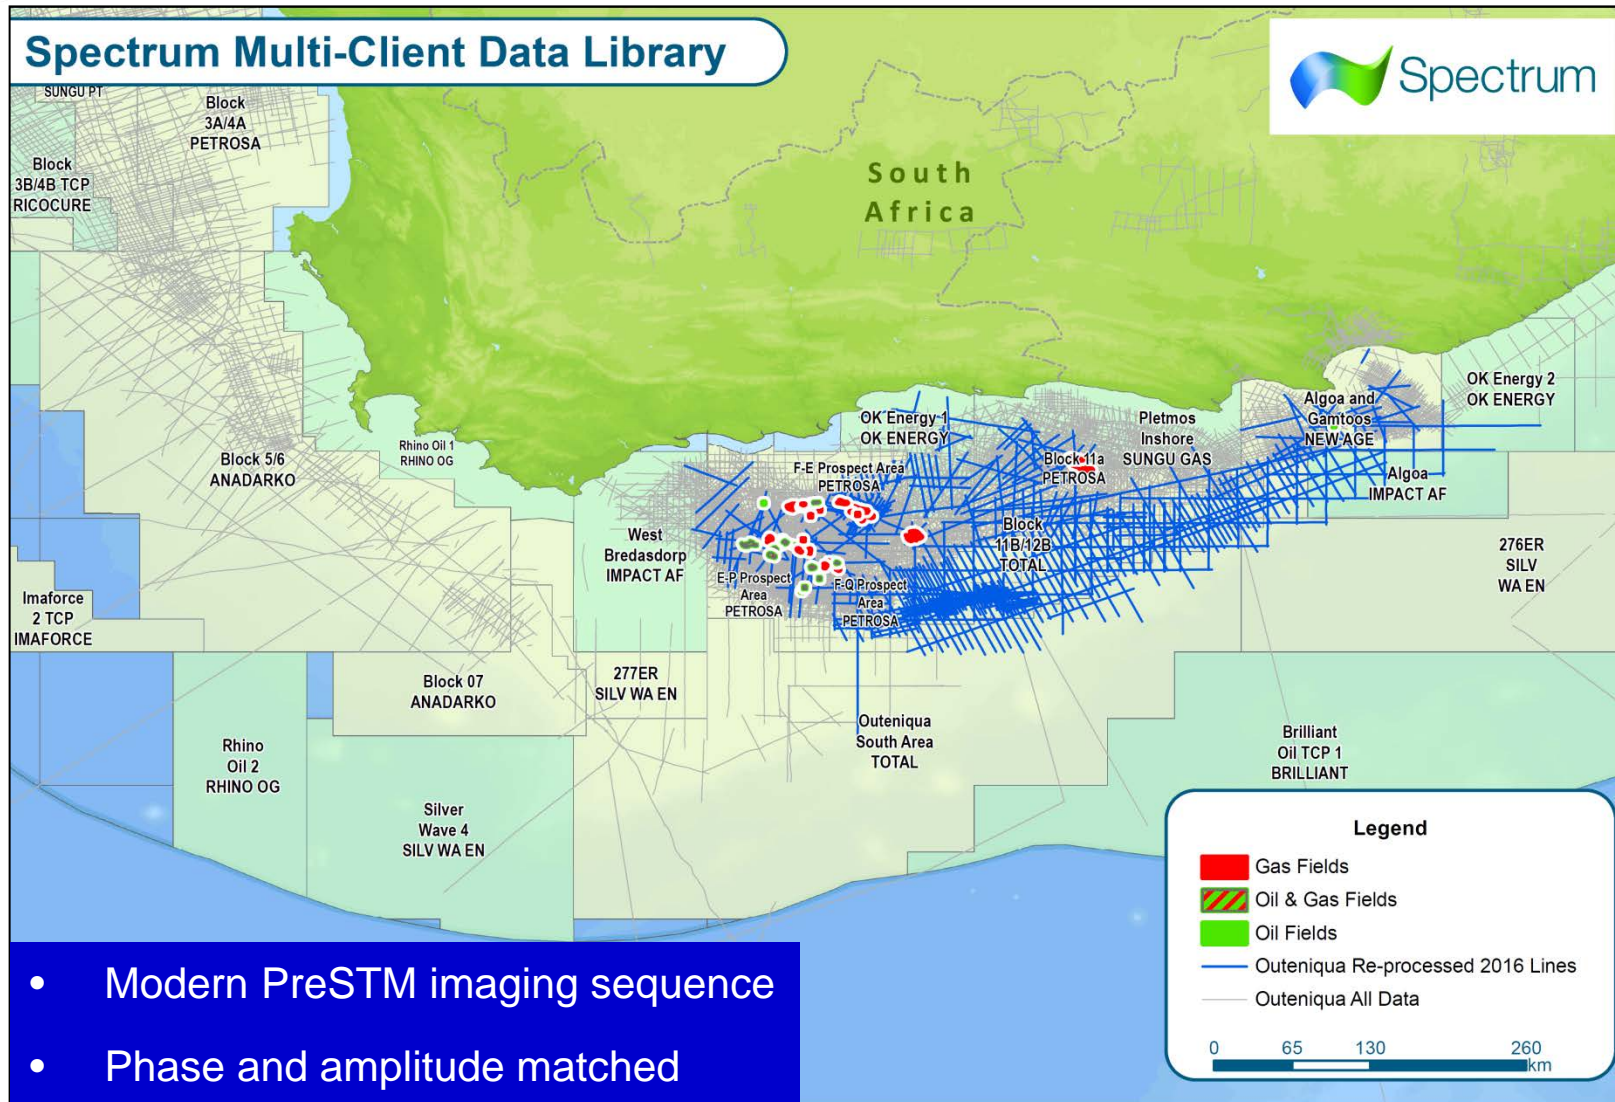 Spectrum Multi-Client Data Library
Spectrum
SUNGU PT
Block
3A/4A
PETROSA
Block
3B/4B TCP
RICOCURE
South
Africa
OK Energy 2
OK ENERGY
Algoa and
Gamtoos
NEW AGE
OK Energy 1
OK ENERGY
Pletmos
Inshore
SUNGU GAS
Rhino Oil 1
RHINO OG
Block 5/6
ANADARKO
F-E Prospect Area
PETROSA
Block 11a
PETROSA
Algoa
IMPACT AF
West
Bredasdorp
IMPACT AF
Block
11B/12B
TOTAL
276ER
SILV
WA EN
E-P Prospect
Area
PETROSA
F-Q Prospect
Area
PETROSA
Imaforce
2 TCP
IMAFORCE
Block 07
ANADARKO
277ER
SILV WA EN
Outeniqua
South Area
TOTAL
Rhino
Oil 2
RHINO OG
Brilliant
Oil TCP 1
BRILLIANT
Silver
Wave 4
SILV WA EN
Legend
Gas Fields
Oil & Gas Fields
Oil Fields
Outeniqua Re-processed 2016 Lines
Outeniqua All Data
0 65 130 260
km
• Modern PreSTM imaging sequence
• Phase and amplitude matched